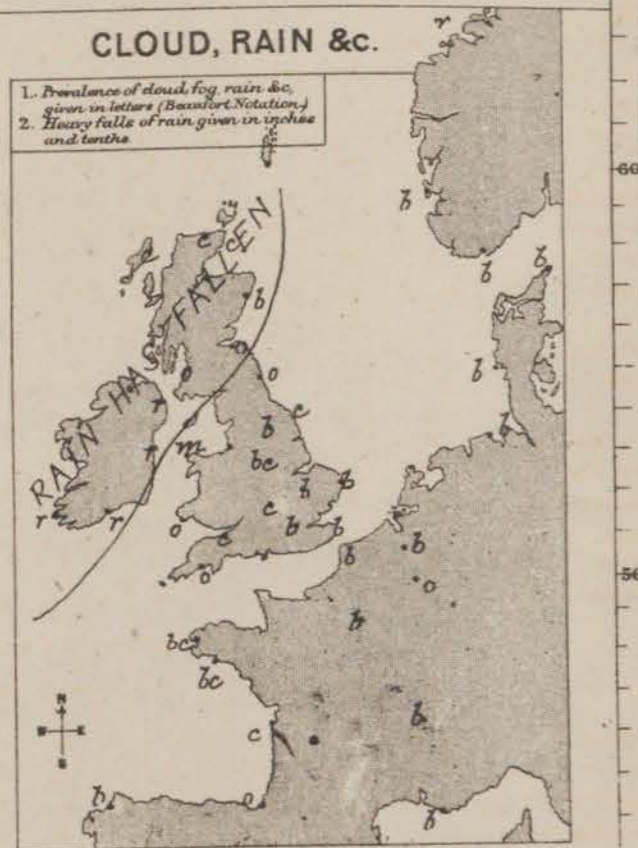 CLOUD, RAIN &c.
1. Prevalence of cloud, fog, rain &c,
given in letters (Beaufort Notation.)
2. Heavy falls of rain given in inches
and tenths
r
60
b
b
b
c
c
b
b
o
o
o
c
b
r
b
m
bc
r
b
b
r
r
o
c
b
b
c
b
b
o
o
50
b
bc
bc
b
c
b
o
b
RAIN HAS FALLEN
N
W
E
S